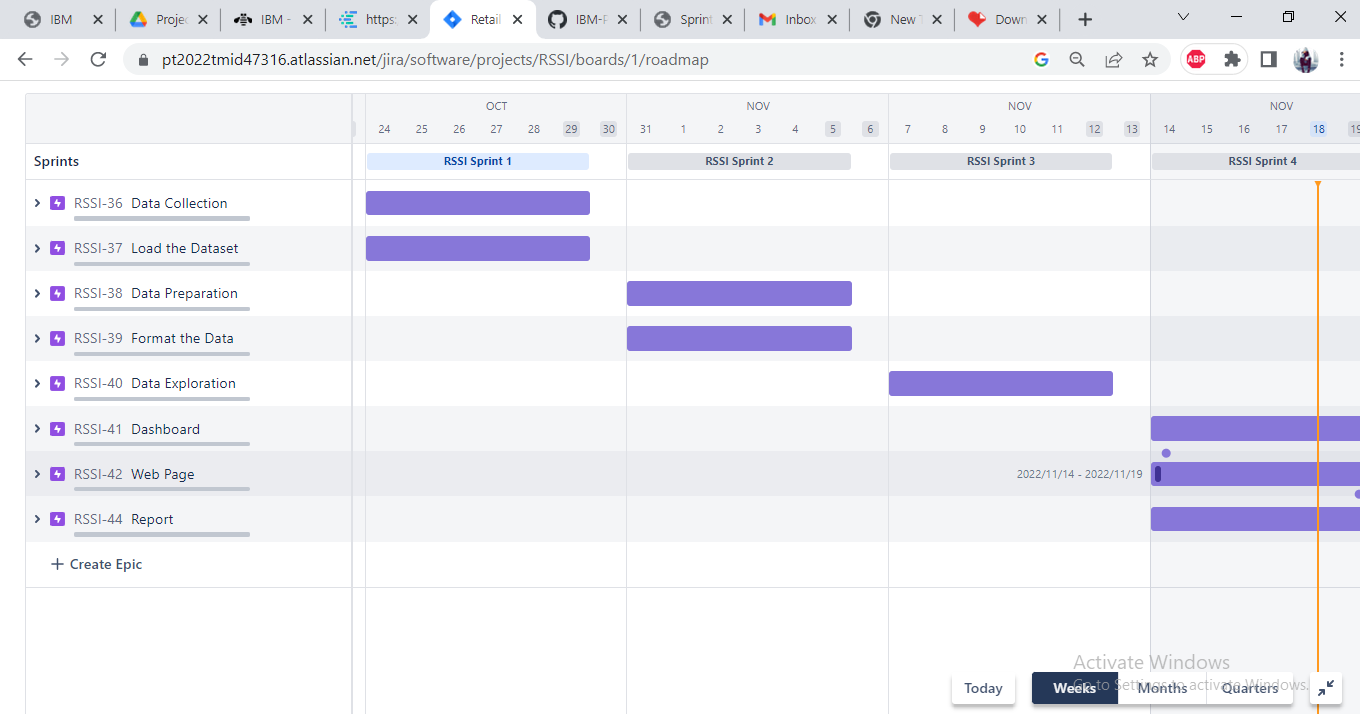 IBM Projec IBM - https: Retail IBM-P Sprint Inbox New T Down
pt2022tmid47316.atlassian.net/jira/software/projects/RSSI/boards/1/roadmap
ABP
OCT NOV NOV NOV
24 25 26 27 28 29 30 31 1 2 3 4 5 6 7 8 9 10 11 12 13 14 15 16 17 18 19
Sprints RSSI Sprint 1 RSSI Sprint 2 RSSI Sprint 3 RSSI Sprint 4
RSSI-36 Data Collection
RSSI-37 Load the Dataset
RSSI-38 Data Preparation
RSSI-39 Format the Data
RSSI-40 Data Exploration
RSSI-41 Dashboard
RSSI-42 Web Page 2022/11/14 - 2022/11/19
RSSI-44 Report
+ Create Epic
Activate Windows
Go to Settings to activate Windows.
Today Weeks Months Quarters